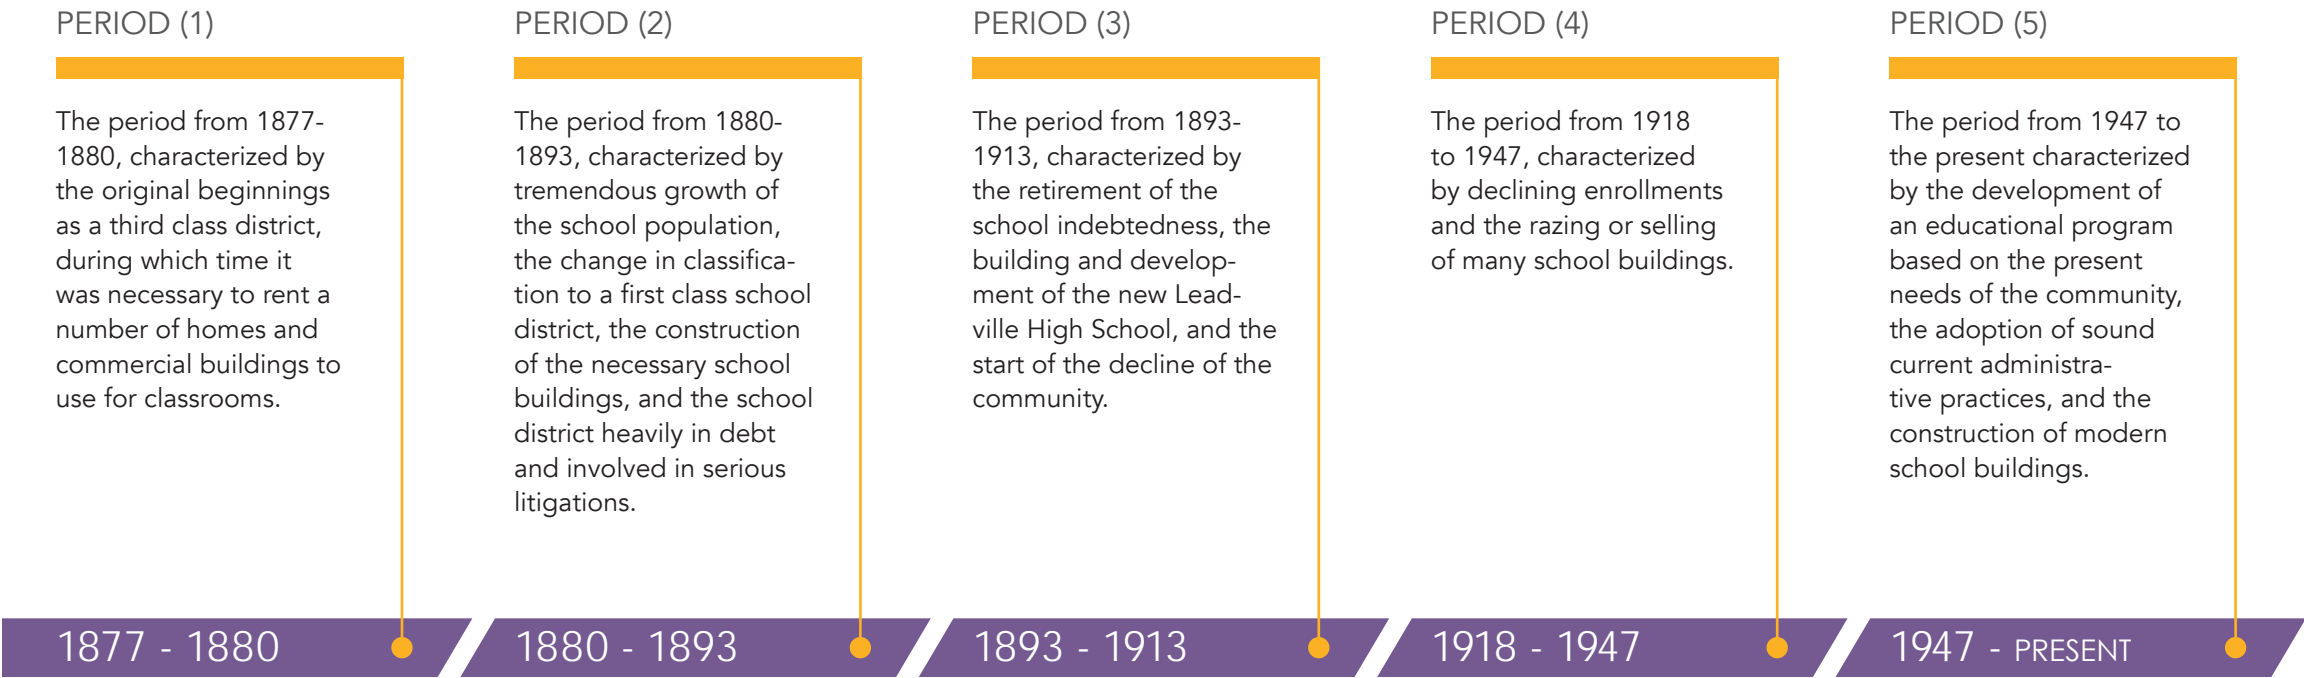 PERIOD (1)
The period from 1877-
1880, characterized by
the original beginnings
as a third class district,
during which time it
was necessary to rent a
number of homes and
commercial buildings to
use for classrooms.
1877 - 1880
PERIOD (2)
The period from 1880-
1893, characterized by
tremendous growth of
the school population,
the change in classifica-
tion to a first class school
district, the construction
of the necessary school
buildings, and the school
district heavily in debt
and involved in serious
litigations.
1880 - 1893
PERIOD (3)
The period from 1893-
1913, characterized by
the retirement of the
school indebtedness, the
building and develop-
ment of the new Lead-
ville High School, and the
start of the decline of the
community.
1893 - 1913
PERIOD (4)
The period from 1918
to 1947, characterized
by declining enrollments
and the razing or selling
of many school buildings.
1918 - 1947
PERIOD (5)
The period from 1947 to
the present characterized
by the development of
an educational program
based on the present
needs of the community,
the adoption of sound
current administra-
tive practices, and the
construction of modern
school buildings.
1947 - PRESENT